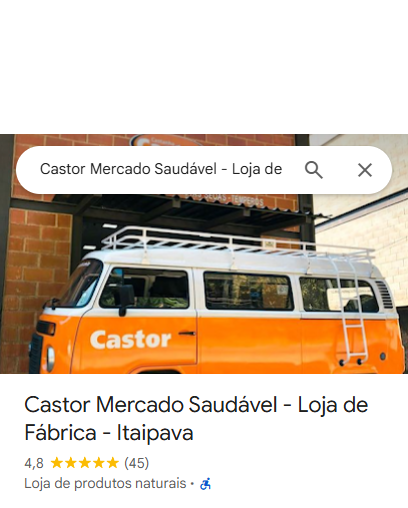 Castor Mercado Saudável - Loja de
Castor
Castor Mercado Saudável - Loja de
Fábrica - Itaipava
4,8 (45)
Loja de produtos naturais ·